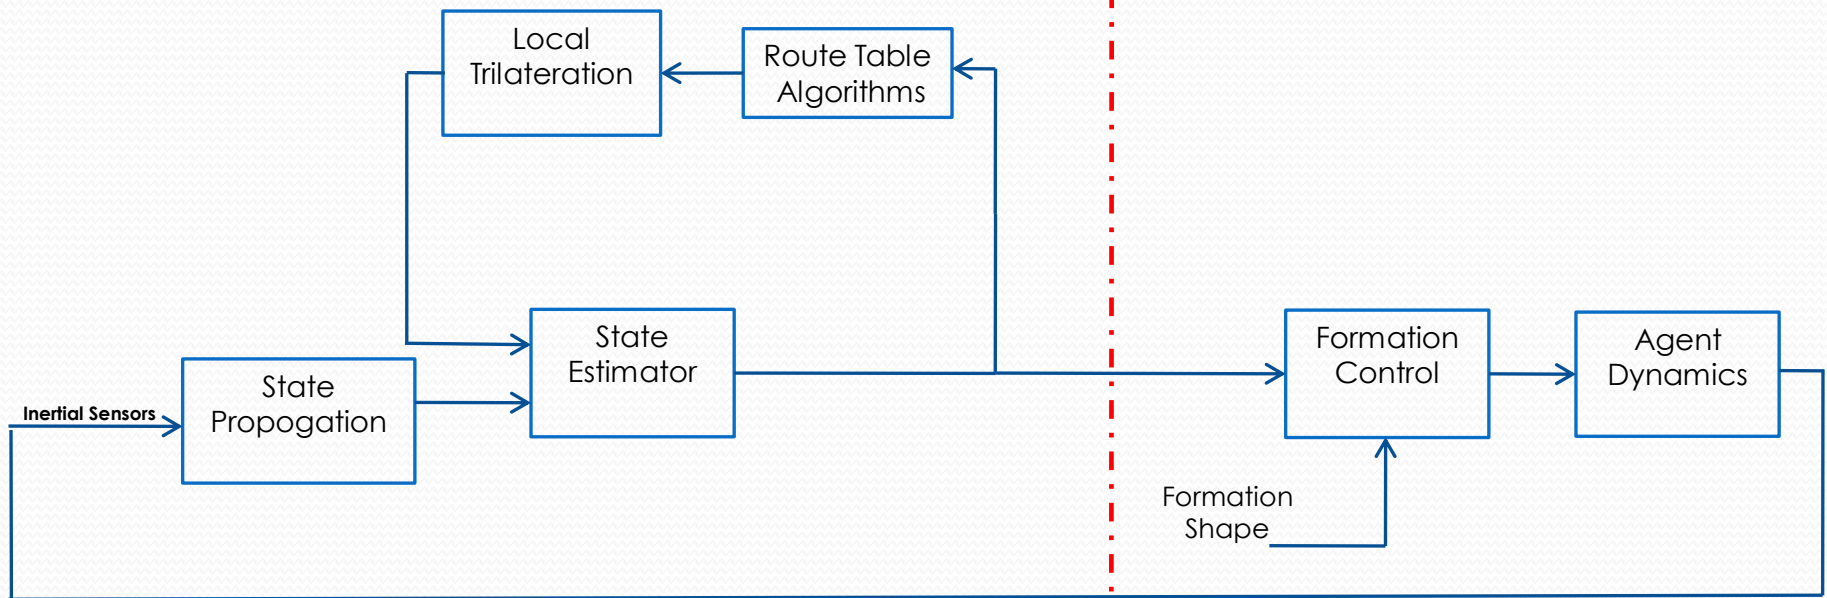 Local
Trilateration
Route Table
Algorithms
State
Estimator
State
Propogation
Inertial Sensors
Formation
Control
Agent
Dynamics
Formation
Shape